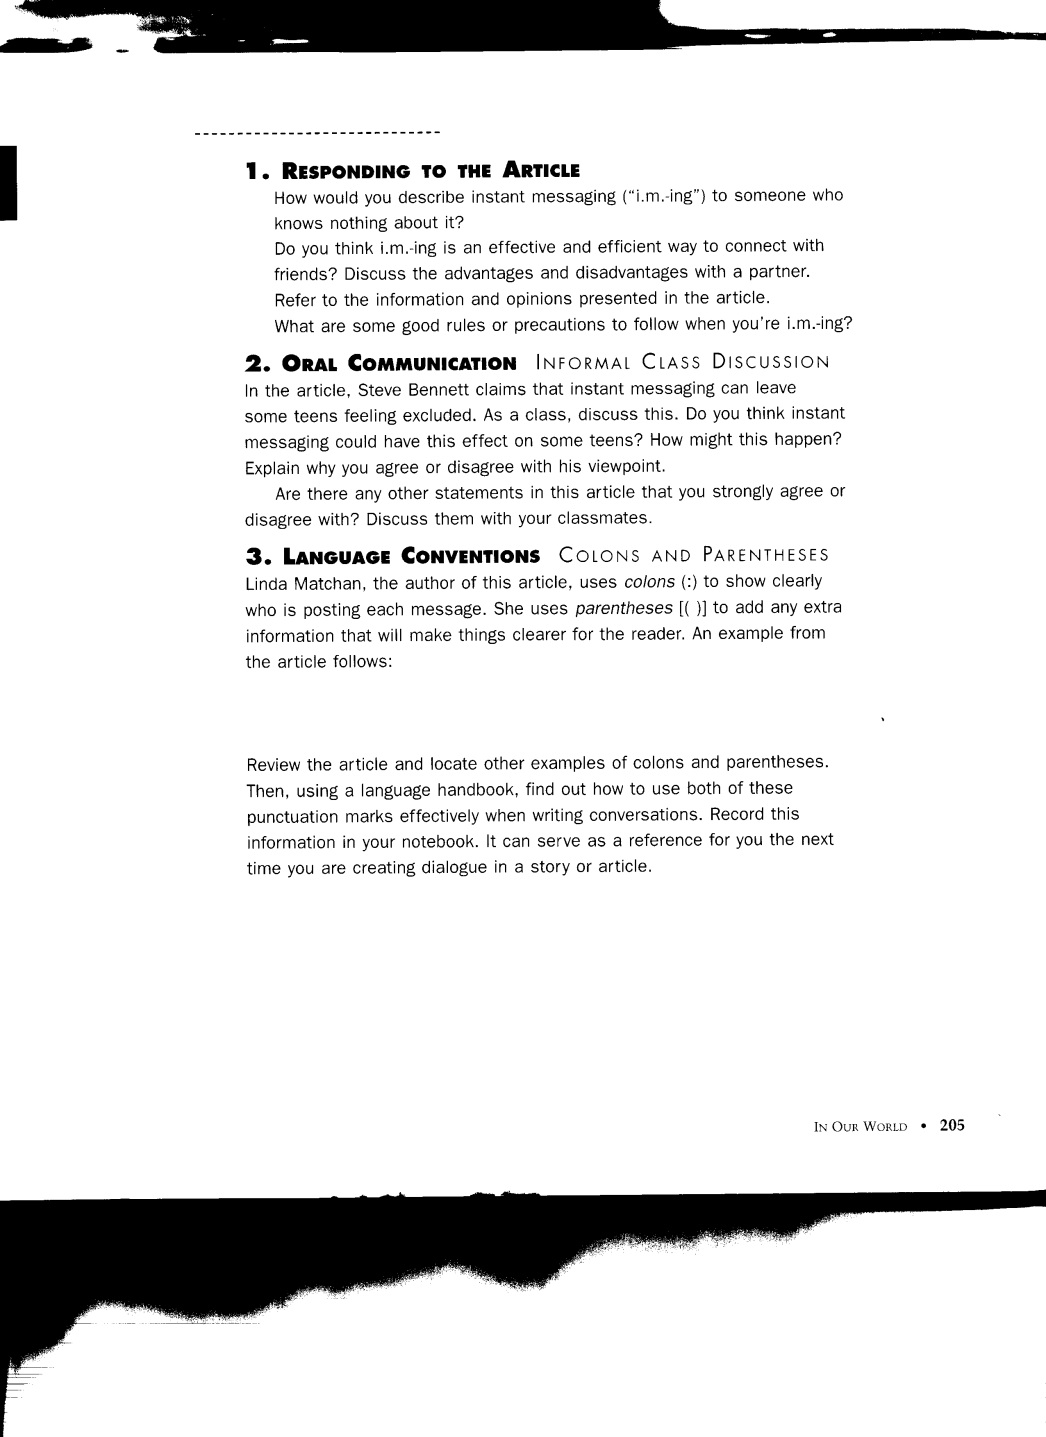 1. RESPONDING TO THE ARTICLE
How would you describe instant messaging ("i.m.-ing") to someone who
knows nothing about it?
Do you think i.m.-ing is an effective and efficient way to connect with
friends? Discuss the advantages and disadvantages with a partner.
Refer to the information and opinions presented in the article.
What are some good rules or precautions to follow when you're i.m.-ing?
2. ORAL COMMUNICATION INFORMAL CLASS DISCUSSION
In the article, Steve Bennett claims that instant messaging can leave
some teens feeling excluded. As a class, discuss this. Do you think instant
messaging could have this effect on some teens? How might this happen?
Explain why you agree or disagree with his viewpoint.
Are there any other statements in this article that you strongly agree or
disagree with? Discuss them with your classmates.
3. LANGUAGE CONVENTIONS COLONS AND PARENTHESES
Linda Matchan, the author of this article, uses colons (:) to show clearly
who is posting each message. She uses parentheses [( )] to add any extra
information that will make things clearer for the reader. An example from
the article follows:
Review the article and locate other examples of colons and parentheses.
Then, using a language handbook, find out how to use both of these
punctuation marks effectively when writing conversations. Record this
information in your notebook. It can serve as a reference for you the next
time you are creating dialogue in a story or article.
IN OUR WORLD • 205